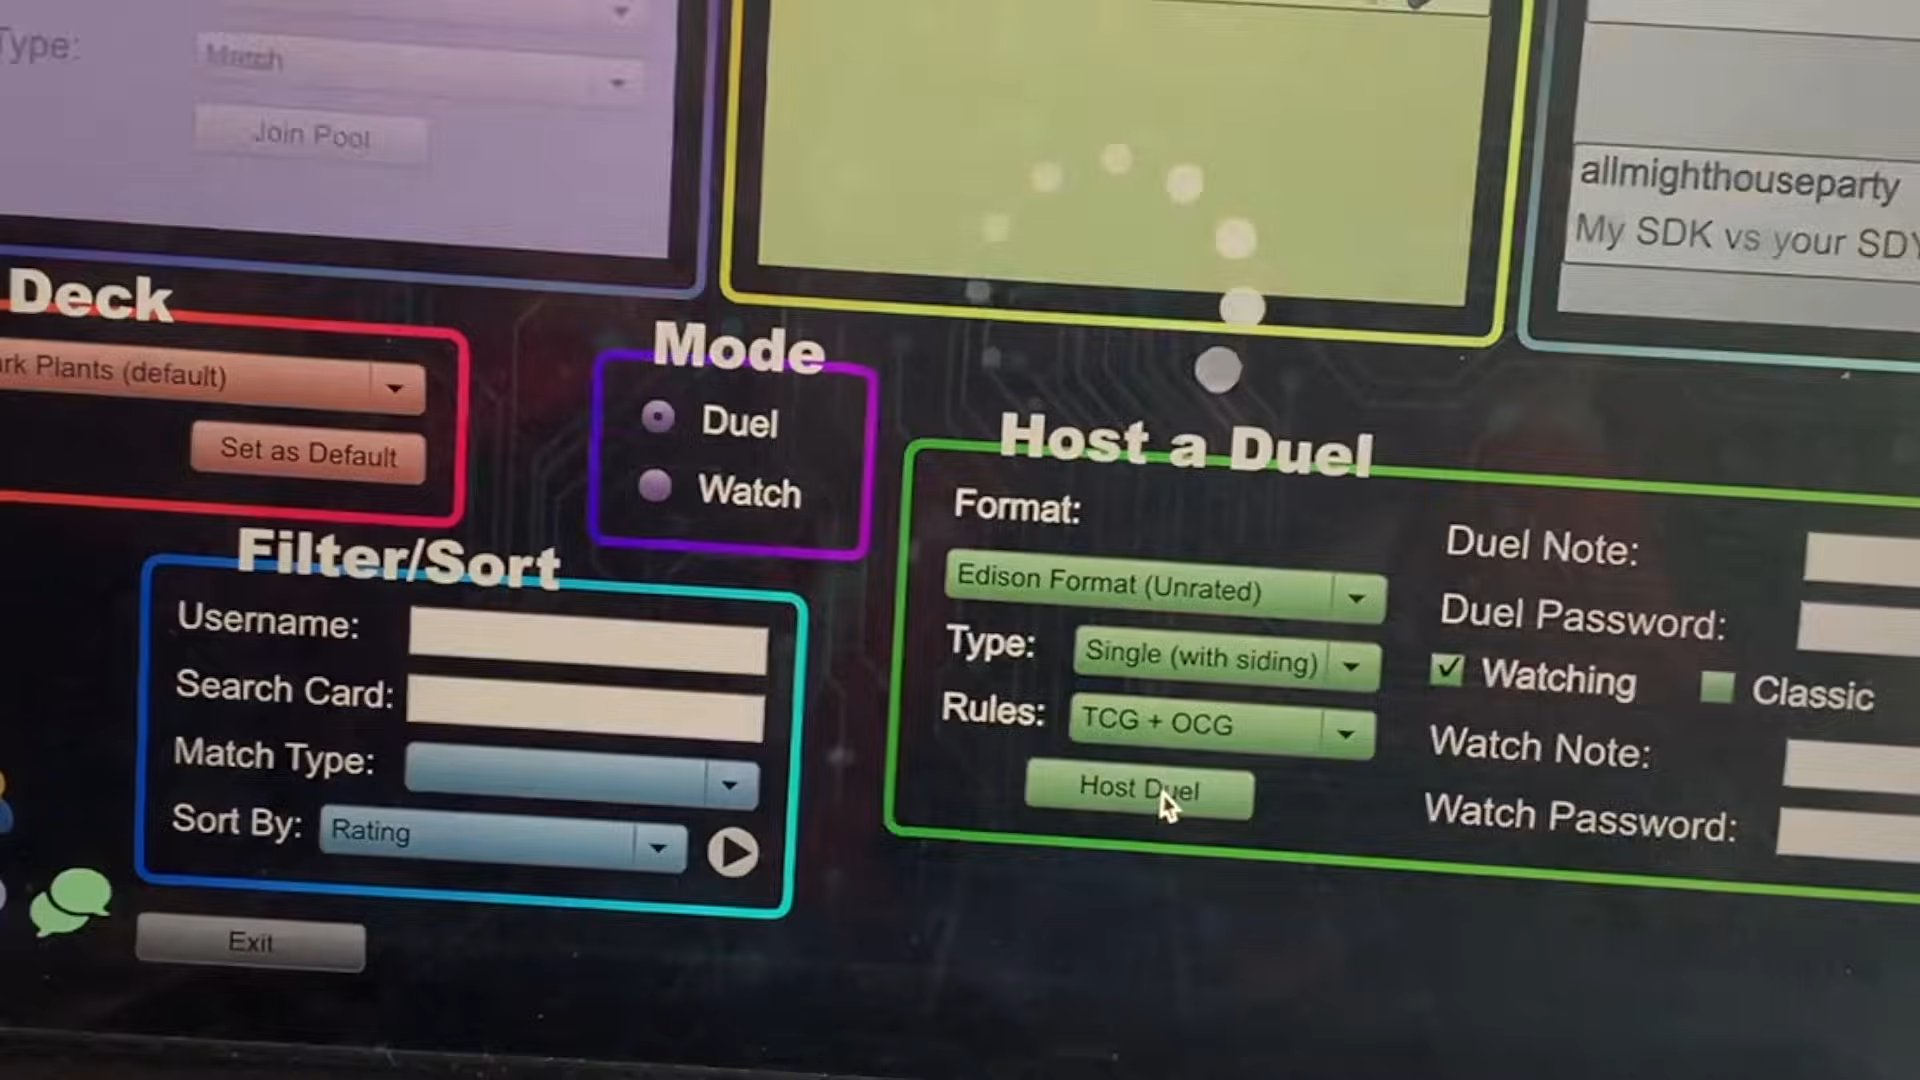 Type:
Match
Join Pool
allmighthouseparty
My SDK vs your
Deck
Plants (default)
Set as Default
Mode
Duel
Watch
Filter/Sort
Username:
Search Card:
Match Type:
Sort By: Rating
Exit
Host a Duel
Format:
Edison Format (Unrated)
Type: Single (with siding)
Rules: TCG + OCG
Host Duel
Duel Note:
Duel Password:
Watching Classic
Watch Note:
Watch Password: